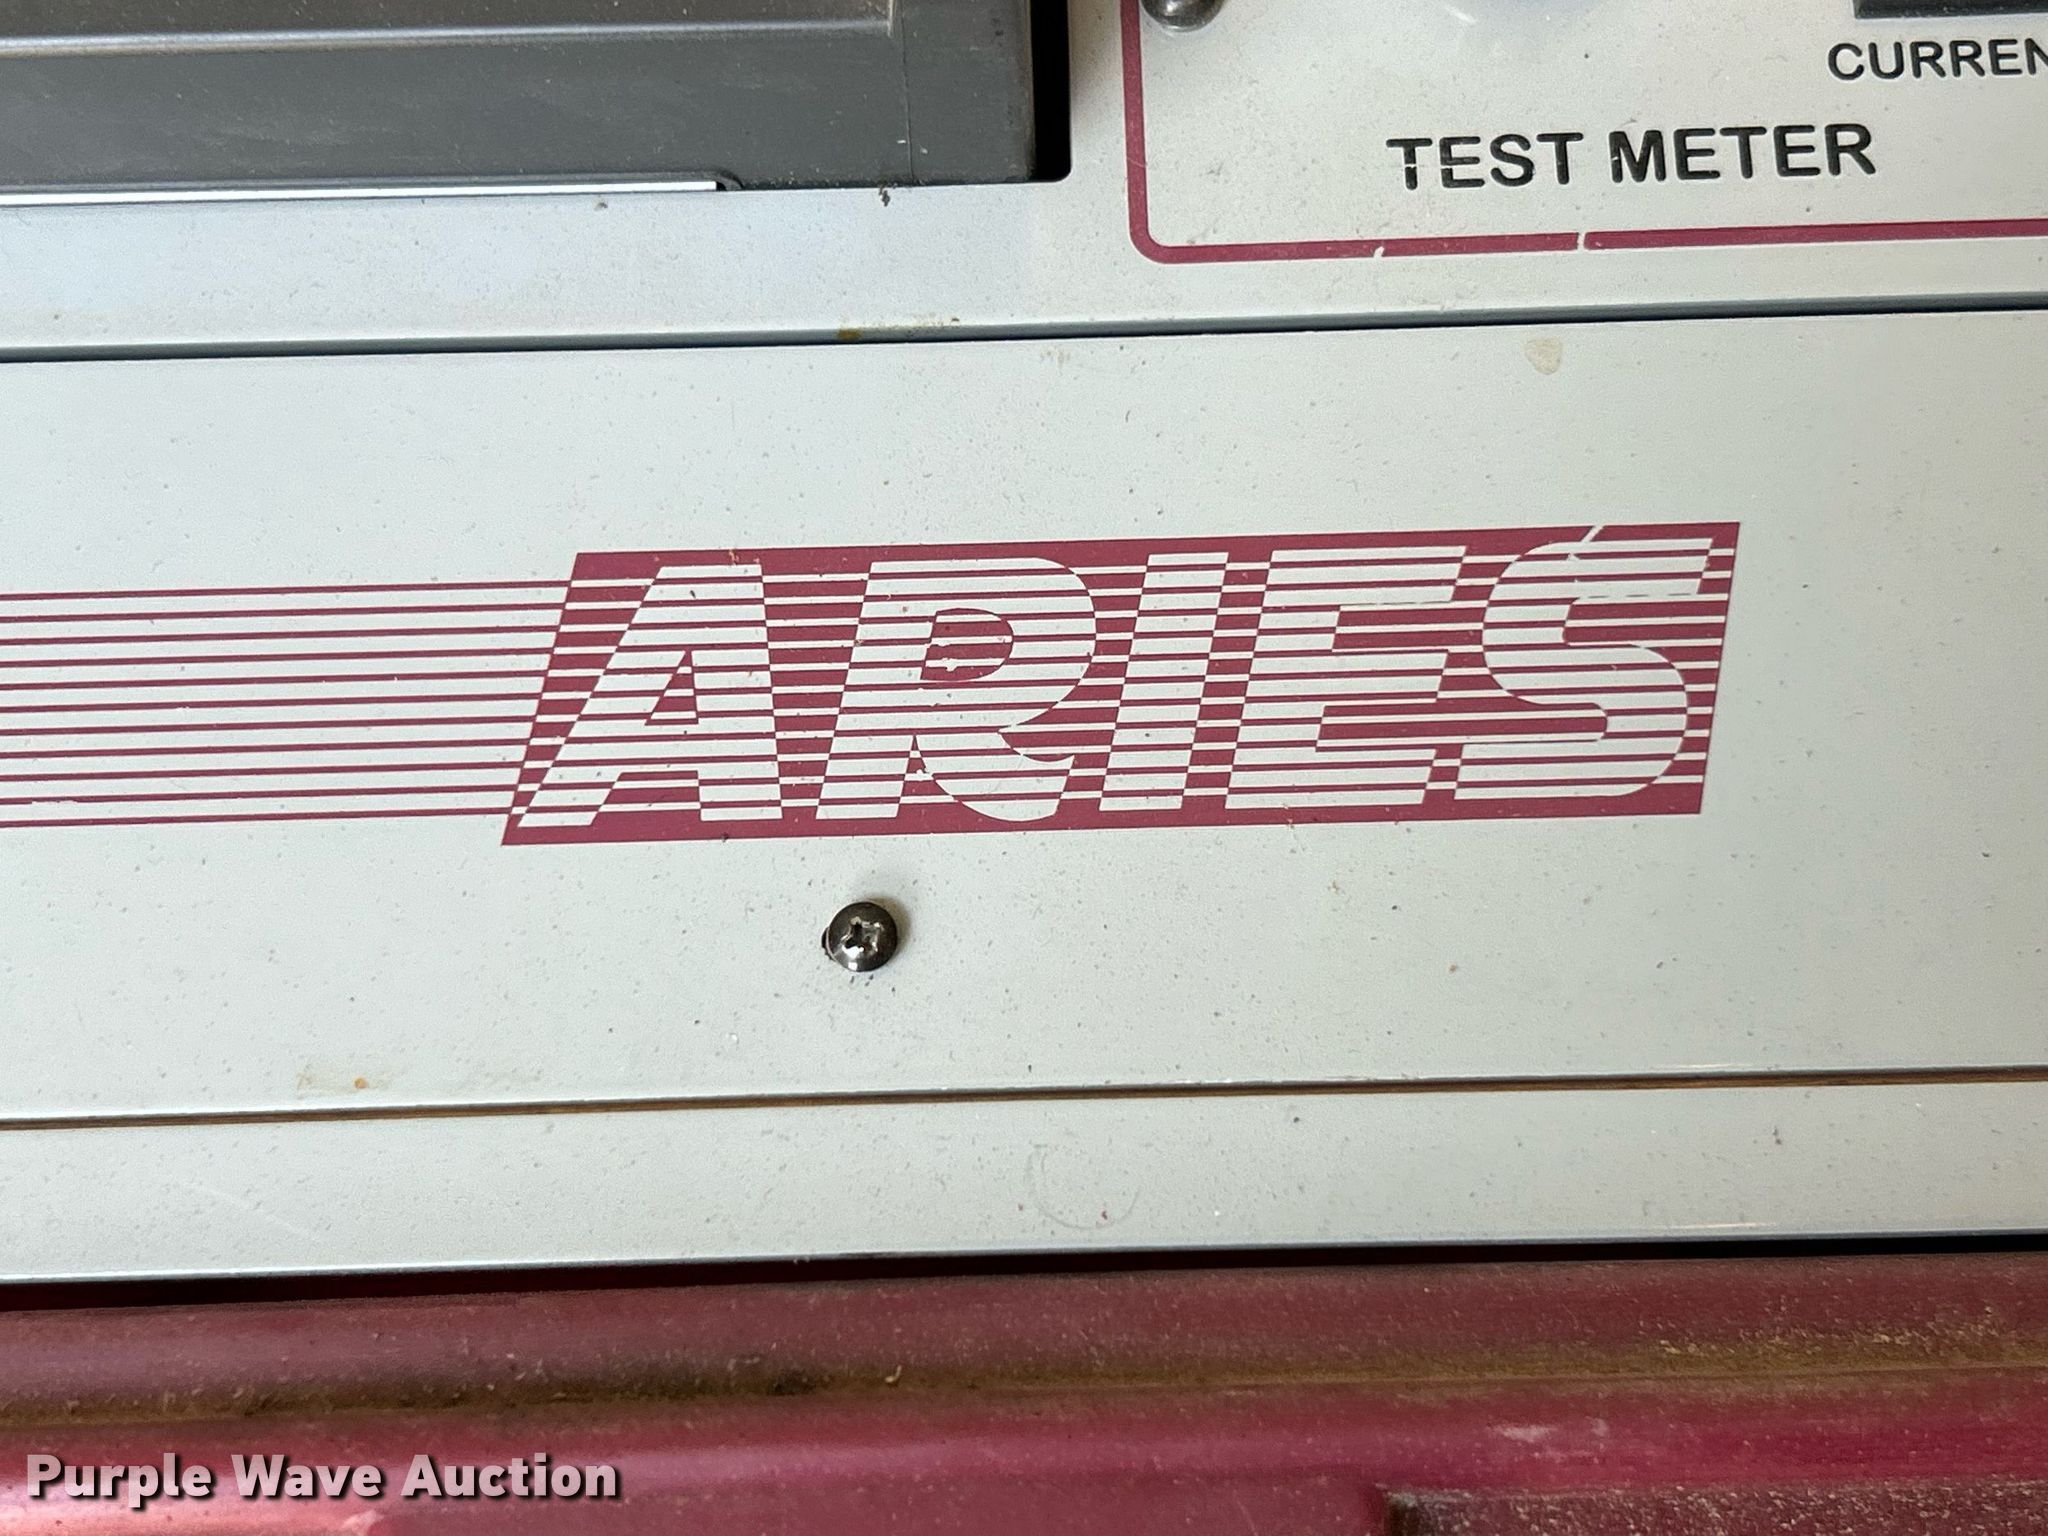 CURREN
TEST METER
ARIES
Purple Wave Auction